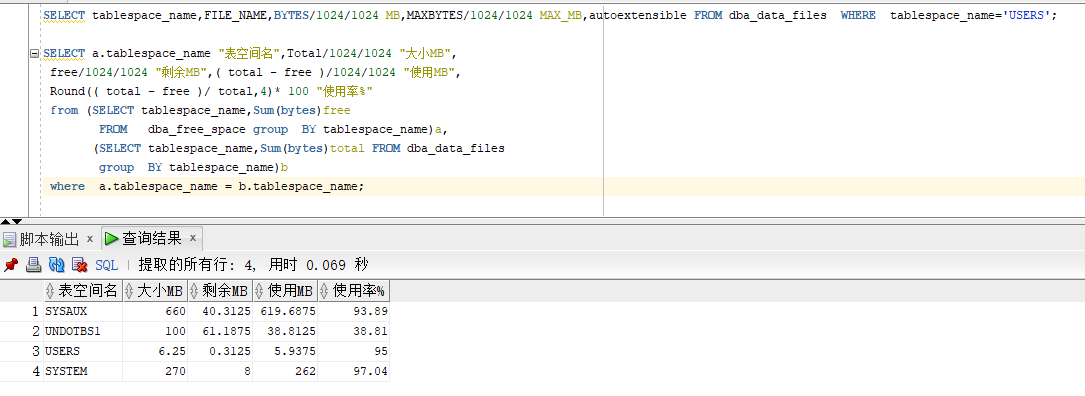 SELECT tablespace_name,FILE_NAME,BYTES/1024/1024 MB,MAXBYTES/1024/1024 MAX_MB,autoextensible FROM dba_data_files WHERE tablespace_name='USERS';
SELECT a.tablespace_name "表空间名",Total/1024/1024 "大小MB",
free/1024/1024 "剩余MB",( total - free )/1024/1024 "使用MB",
Round(( total - free )/ total,4)* 100 "使用率%"
from (SELECT tablespace_name,Sum(bytes)free
FROM dba_free_space group BY tablespace_name)a,
(SELECT tablespace_name,Sum(bytes)total FROM dba_data_files
group BY tablespace_name)b
where a.tablespace_name = b.tablespace_name;
脚本输出 x 查询结果 x
SQL | 提取的所有行: 4, 用时 0.069 秒
表空间名 大小MB 剩余MB 使用MB 使用率%
1 SYSAUX 660 40.3125 619.6875 93.89
2 UNDOTBS1 100 61.1875 38.8125 38.81
3 USERS 6.25 0.3125 5.9375 95
4 SYSTEM 270 8 262 97.04